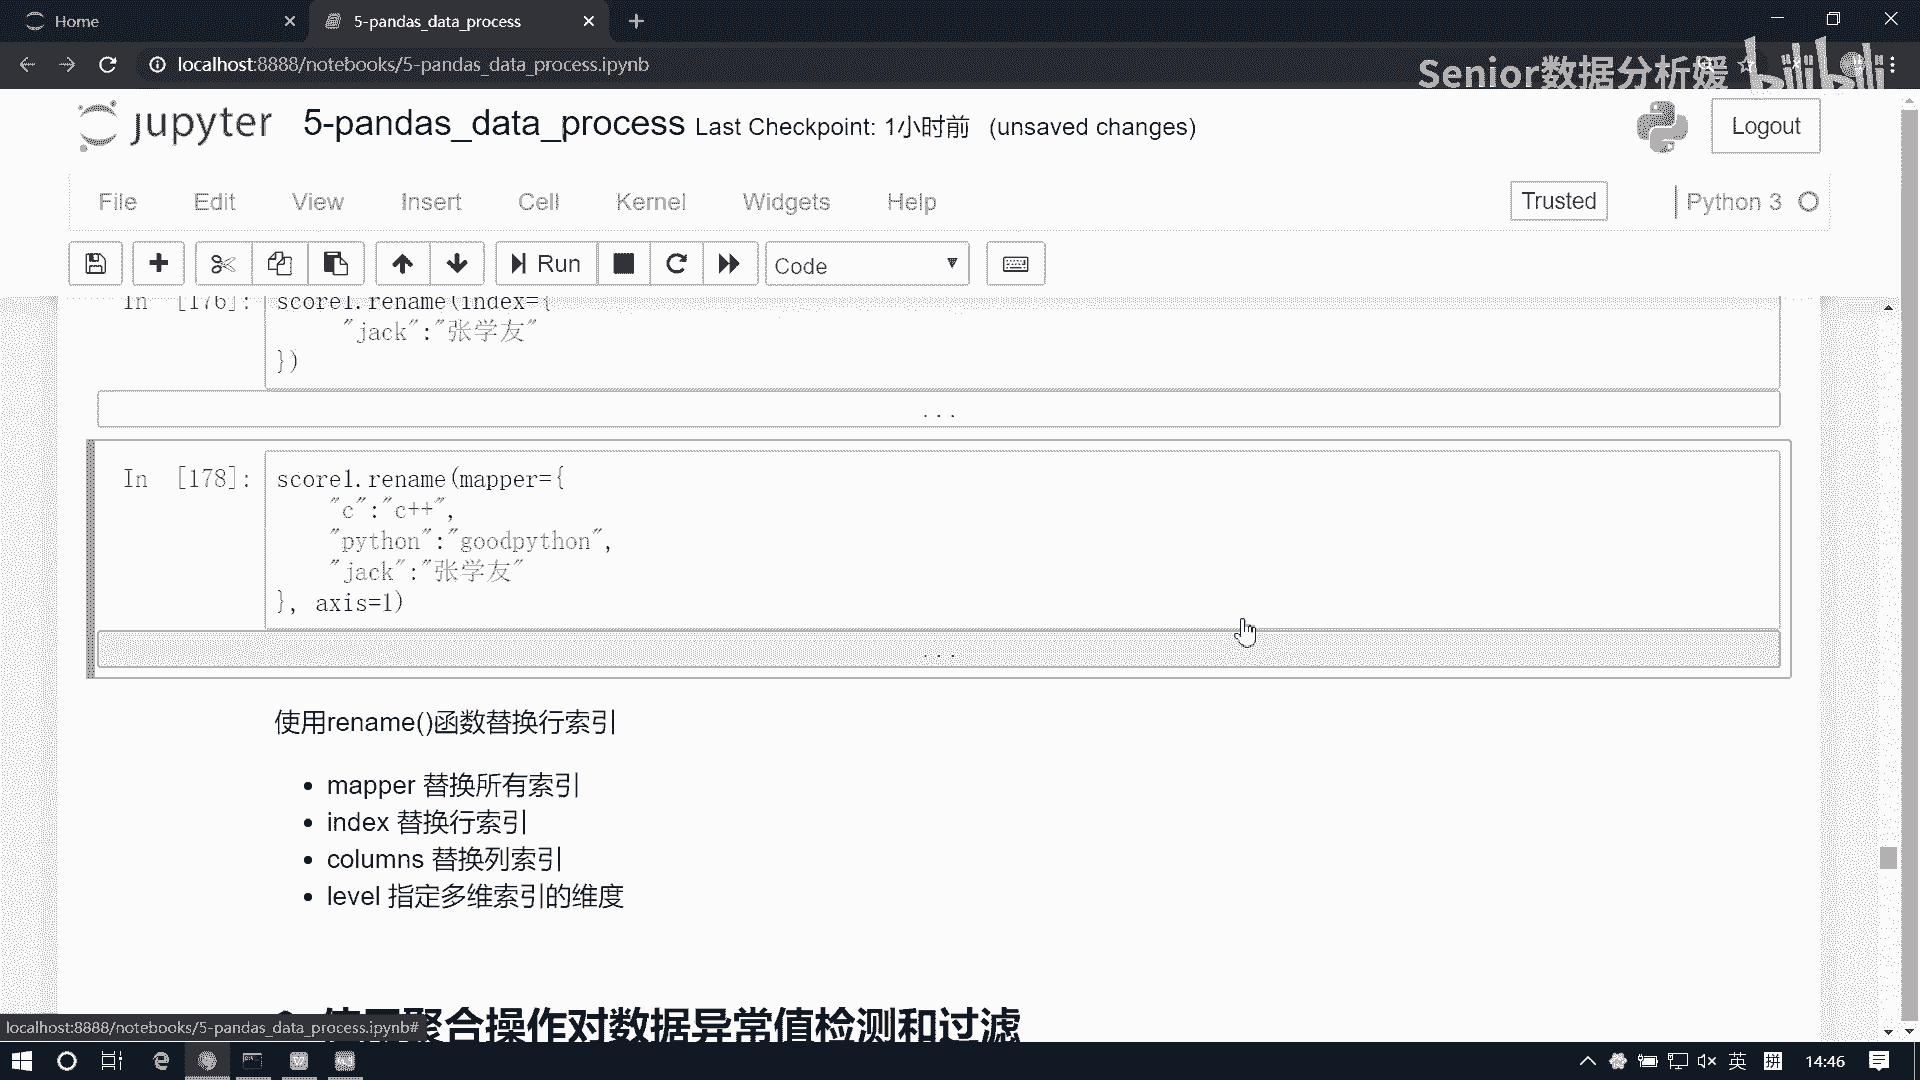 Home
5-pandas_data_process
localhost:8888/notebooks/5-pandas_data_process.ipynb
Senior数据分析媛 bilibili
jupyter 5-pandas_data_process Last Checkpoint: 1小时前 (unsaved changes)
Logout
File Edit View Insert Cell Kernel Widgets Help
Trusted
Python 3
Run
Code
In [176]: score1.rename(index={
"jack":"张学友"
})
...
In [178]: score1.rename(mapper={
"c":"c++",
"python":"goodpython",
"jack":"张学友"
}, axis=1)
...
使用rename()函数替换行索引
• mapper 替换所有索引
• index 替换行索引
• columns 替换列索引
• level 指定多维索引的维度
聚合操作对数据异常值检测和过滤
localhost:8888/notebooks/5-pandas_data_process.ipynb#
英
拼
14:46